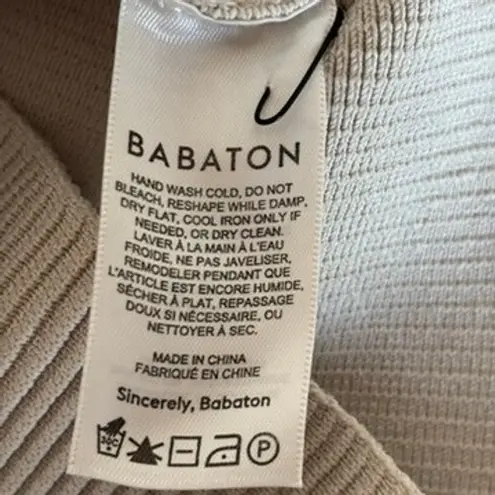 BABATON
HAND WASH COLD, DO NOT
BLEACH, RESHAPE WHILE DAMP,
DRY FLAT, COOL IRON ONLY IF
NEEDED, OR DRY CLEAN.
LAVER À LA MAIN À L'EAU
FROIDE, NE PAS JAVELISER,
REMODELER PENDANT QUE
L'ARTICLE EST ENCORE HUMIDE,
SÉCHER À PLAT, REPASSAGE
DOUX SI NÉCESSAIRE, OU
NETTOYER À SEC.
MADE IN CHINA
FABRIQUÉ EN CHINE
Sincerely, Babaton
30C P